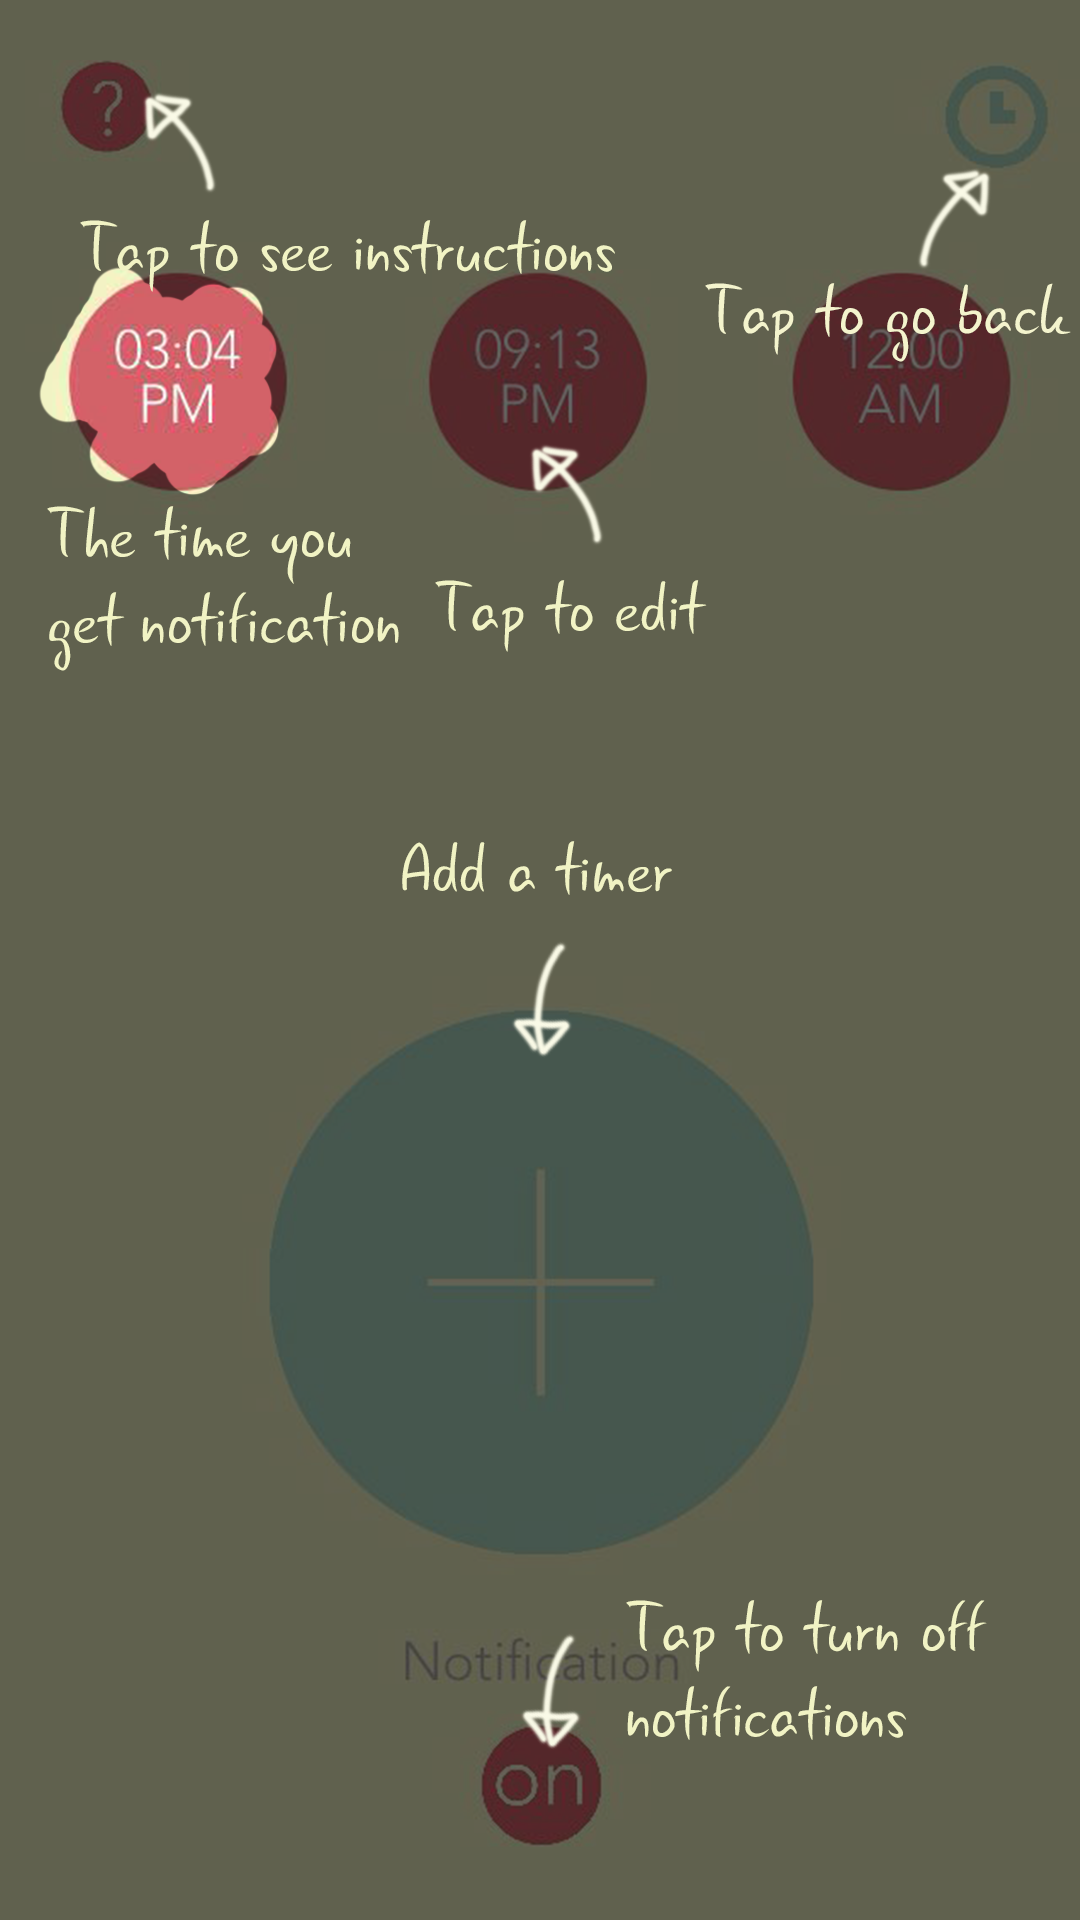 ?
Tap to see instructions
Tap to go back
03:04
PM
09:13
PM
12:00
AM
The time you
get notification
Tap to edit
Add a timer
Tap to turn off
notifications
Notification
on